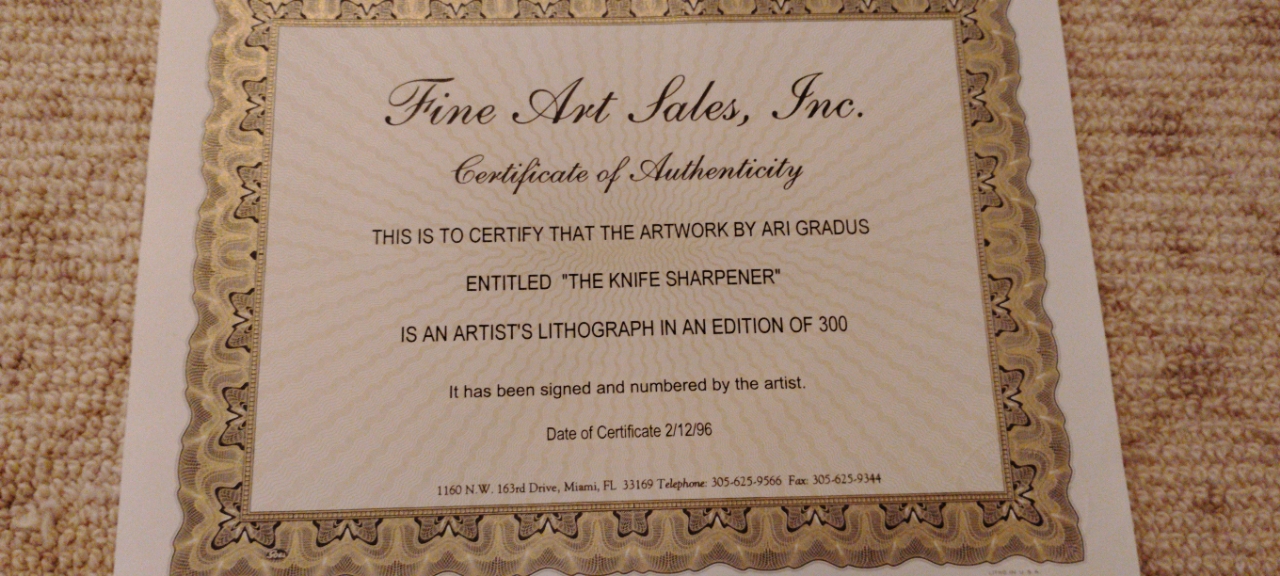 Fine Art Sales, Inc.
Certificate of Authenticity
THIS IS TO CERTIFY THAT THE ARTWORK BY ARI GRADUS
ENTITLED "THE KNIFE SHARPENER"
IS AN ARTIST'S LITHOGRAPH IN AN EDITION OF 300
It has been signed and numbered by the artist.
Date of Certificate 2/12/96
1160 N.W. 163rd Drive, Miami, FL 33169 Telephone: 305-625-9566 Fax: 305-625-9344